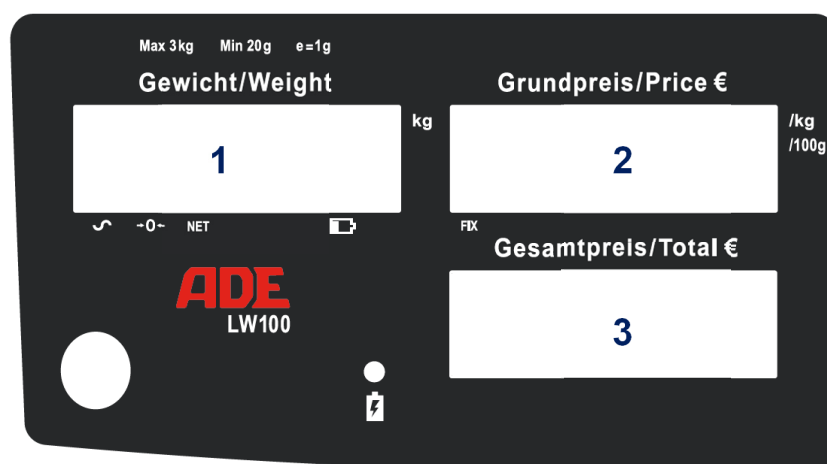 Max 3kg Min 20g e=1g
Gewicht/Weight
Grundpreis/Price €
kg
/kg
/100g
1
2
→0← NET
FIX
Gesamtpreis/Total €
ADE
LW100
3